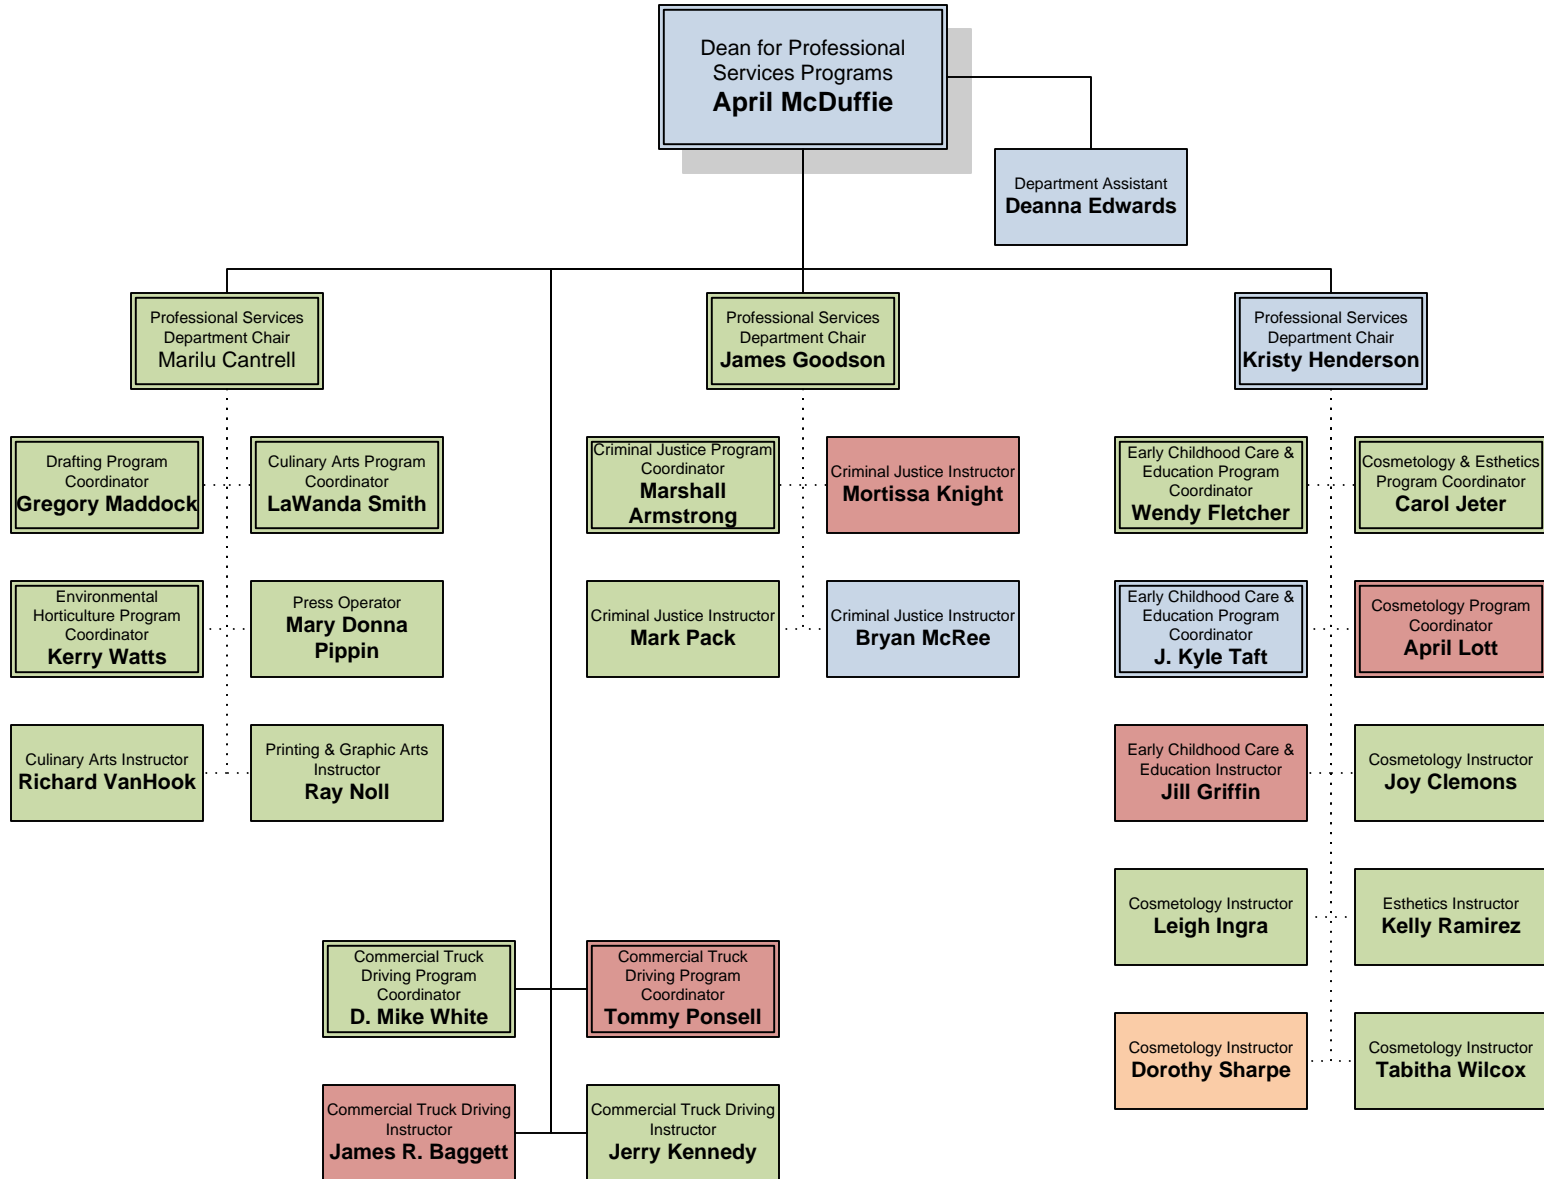 Dean for Professional
Services Programs
April McDuffie
Department Assistant
Deanna Edwards
Professional Services
Department Chair
Marilu Cantrell
Professional Services
Department Chair
James Goodson
Professional Services
Department Chair
Kristy Henderson
Drafting Program
Coordinator
Gregory Maddock
Culinary Arts Program
Coordinator
LaWanda Smith
Criminal Justice Program
Coordinator
Marshall
Armstrong
Criminal Justice Instructor
Mortissa Knight
Early Childhood Care &
Education Program
Coordinator
Wendy Fletcher
Cosmetology & Esthetics
Program Coordinator
Carol Jeter
Environmental
Horticulture Program
Coordinator
Kerry Watts
Press Operator
Mary Donna
Pippin
Criminal Justice Instructor
Mark Pack
Criminal Justice Instructor
Bryan McRee
Early Childhood Care &
Education Program
Coordinator
J. Kyle Taft
Cosmetology Program
Coordinator
April Lott
Culinary Arts Instructor
Richard VanHook
Printing & Graphic Arts
Instructor
Ray Noll
Early Childhood Care &
Education Instructor
Jill Griffin
Cosmetology Instructor
Joy Clemons
Cosmetology Instructor
Leigh Ingra
Esthetics Instructor
Kelly Ramirez
Commercial Truck
Driving Program
Coordinator
D. Mike White
Commercial Truck
Driving Program
Coordinator
Tommy Ponsell
Cosmetology Instructor
Dorothy Sharpe
Cosmetology Instructor
Tabitha Wilcox
Commercial Truck Driving
Instructor
James R. Baggett
Commercial Truck Driving
Instructor
Jerry Kennedy